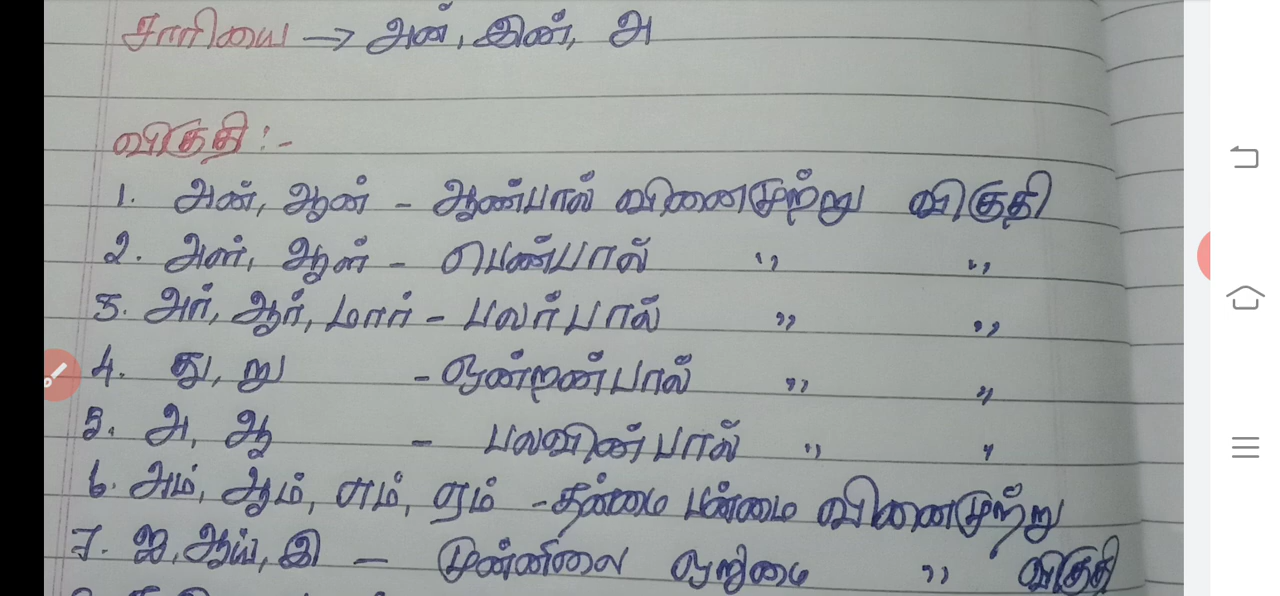 சாரியை → அன், இன், அ
விகுதி :-
1. அன், ஆன் - ஆண்பால் வினைமுற்று விகுதி
2. அள், ஆள் - பெண்பால் " "
3. அர், ஆர், மார் - பலர்பால் " "
4. து, று - ஒன்றன்பால் " "
5. அ, ஆ - பலவின்பால் " "
6. அம், ஆம், எம், ஏம் - தன்மை பன்மை வினைமுற்று
7. ஐ, ஆய், இ - முன்னிலை ஒருமை " விகுதி